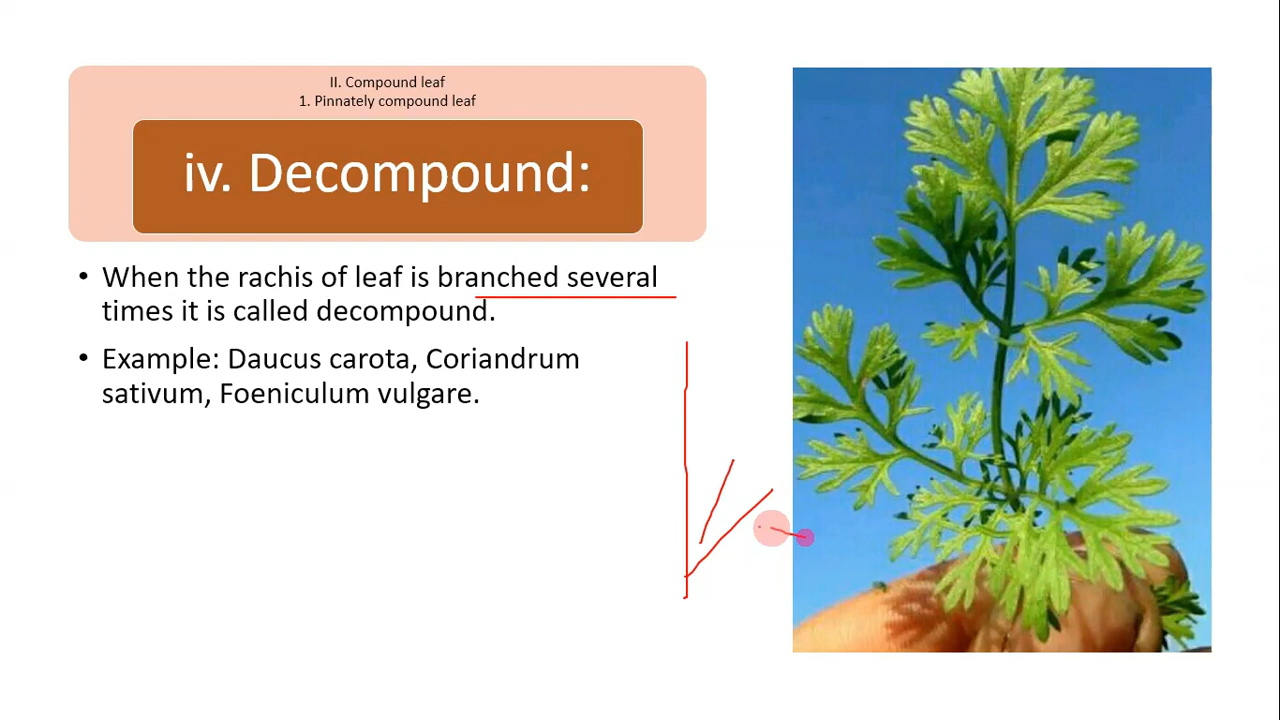 II. Compound leaf
1. Pinnately compound leaf
iv. Decompound:
• When the rachis of leaf is branched several
times it is called decompound.
• Example: Daucus carota, Coriandrum
sativum, Foeniculum vulgare.